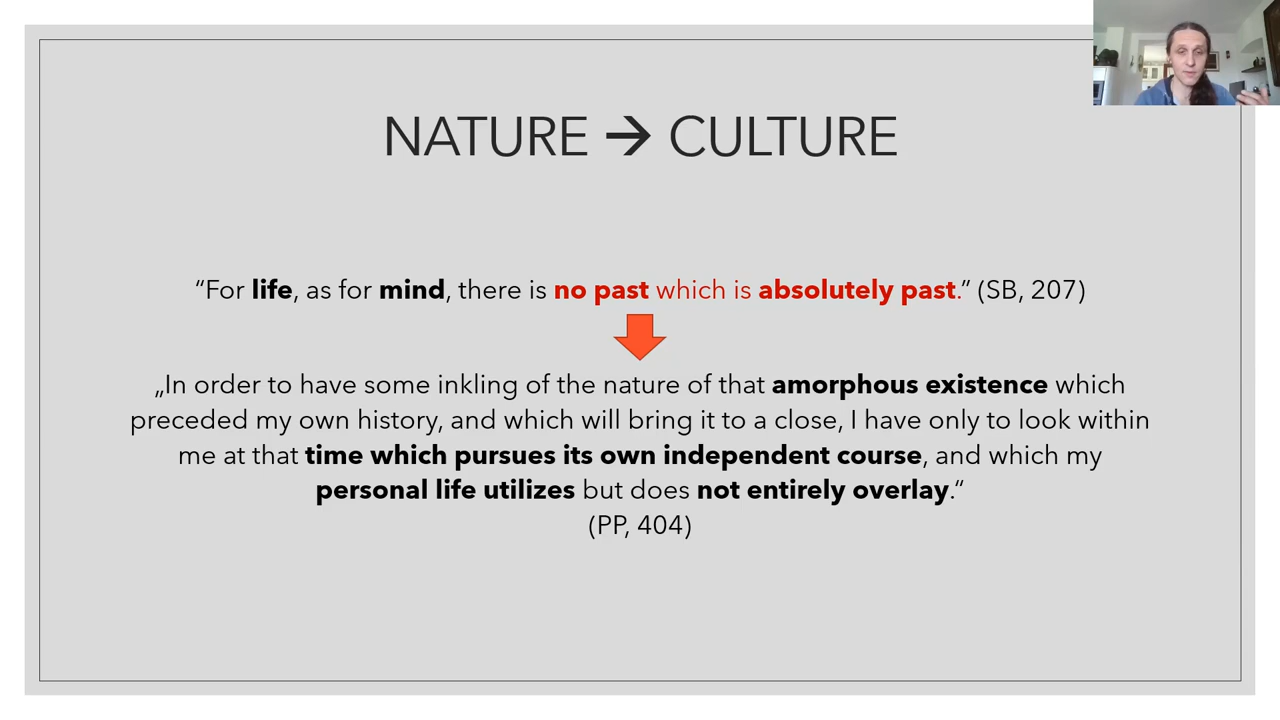 NATURE → CULTURE
“For life, as for mind, there is no past which is absolutely past.” (SB, 207)
„In order to have some inkling of the nature of that amorphous existence which
preceded my own history, and which will bring it to a close, I have only to look within
me at that time which pursues its own independent course, and which my
personal life utilizes but does not entirely overlay.“
(PP, 404)